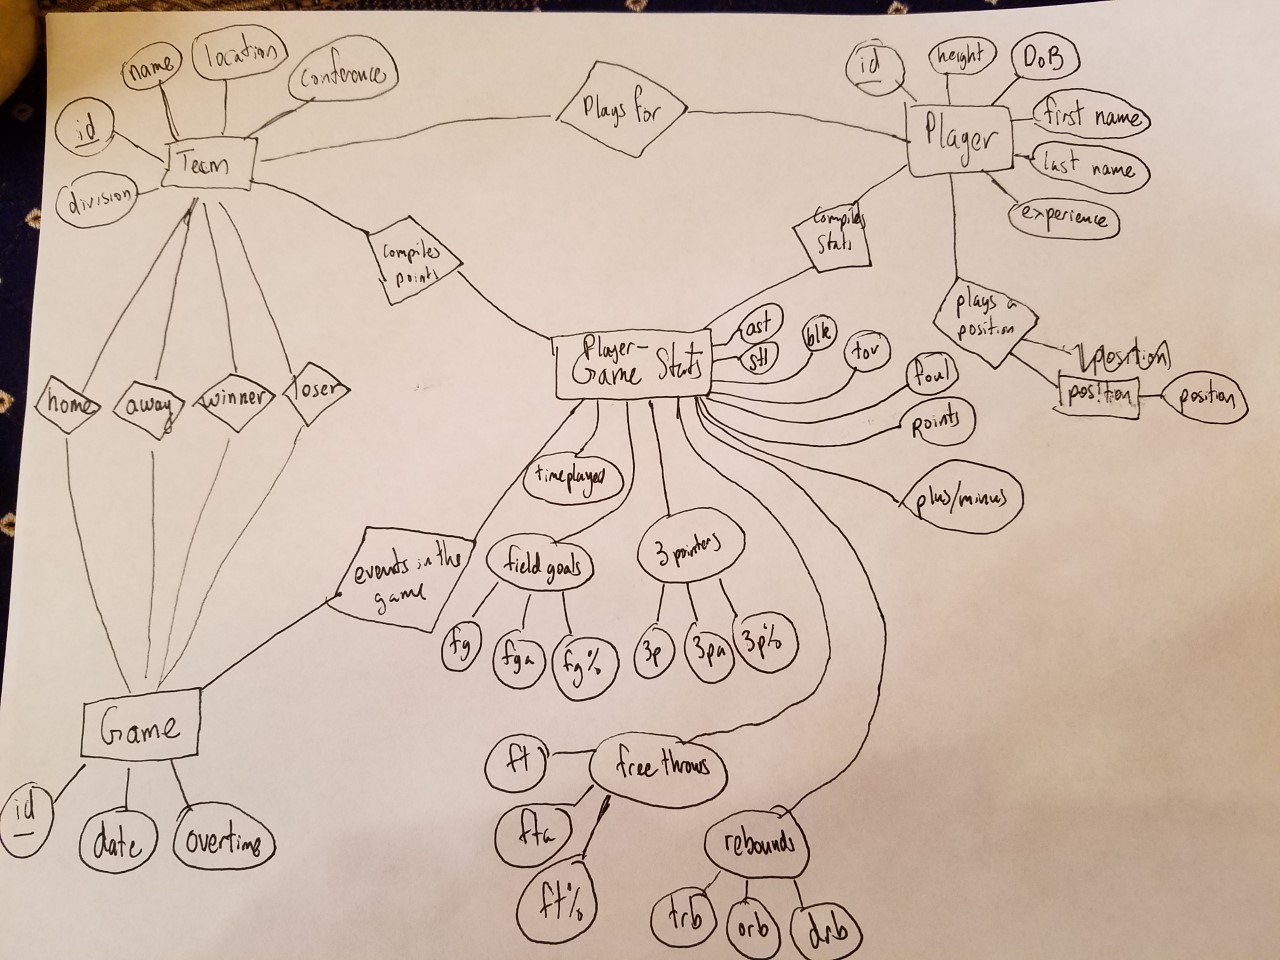 name
location
conference
id
Team
division
Plays for
id
height
DoB
first name
Player
last name
experience
compiles
points
compiles
stats
plays a
position
position
position
position
Player-
Game Stats
ast
stl
blk
tov
foul
points
plus/minus
home
away
winner
loser
timeplayed
field goals
3 pointers
events in the
game
fg
fga
fg%
3p
3pa
3p%
Game
id
date
overtime
ft
free throws
fta
ft%
rebounds
trb
orb
drb